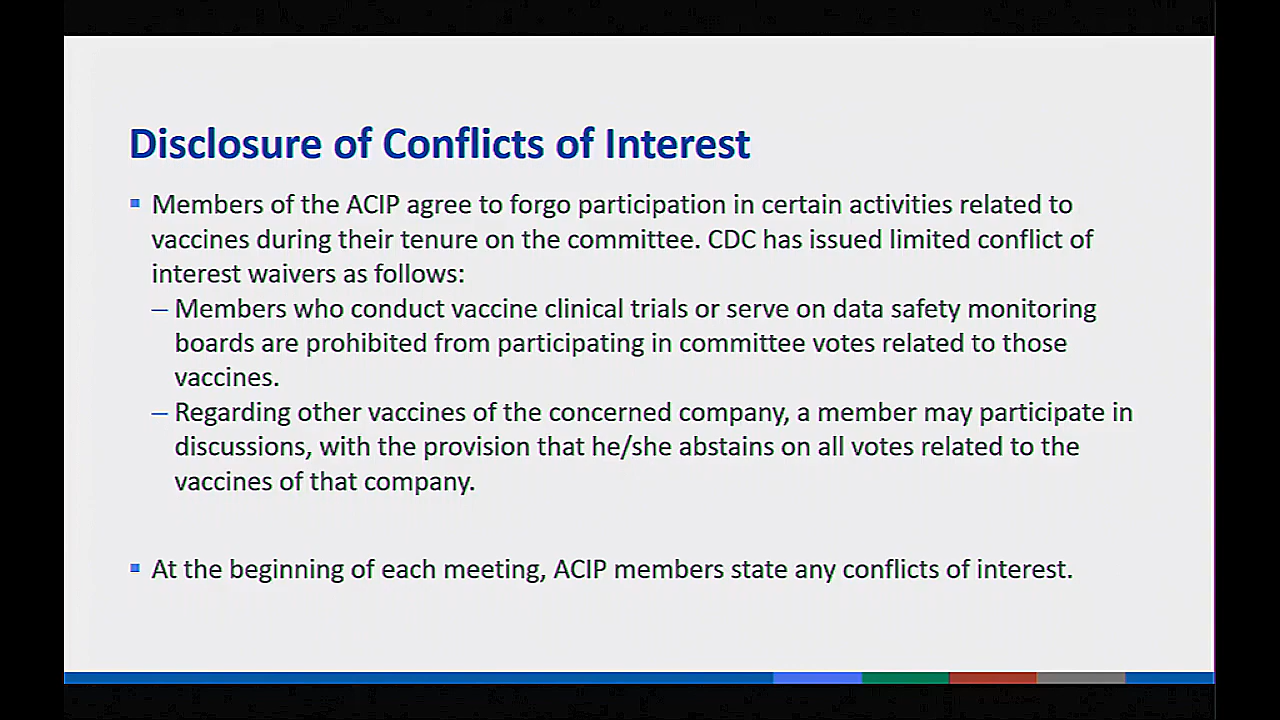 Disclosure of Conflicts of Interest
▪ Members of the ACIP agree to forgo participation in certain activities related to
vaccines during their tenure on the committee. CDC has issued limited conflict of
interest waivers as follows:
– Members who conduct vaccine clinical trials or serve on data safety monitoring
boards are prohibited from participating in committee votes related to those
vaccines.
– Regarding other vaccines of the concerned company, a member may participate in
discussions, with the provision that he/she abstains on all votes related to the
vaccines of that company.
▪ At the beginning of each meeting, ACIP members state any conflicts of interest.